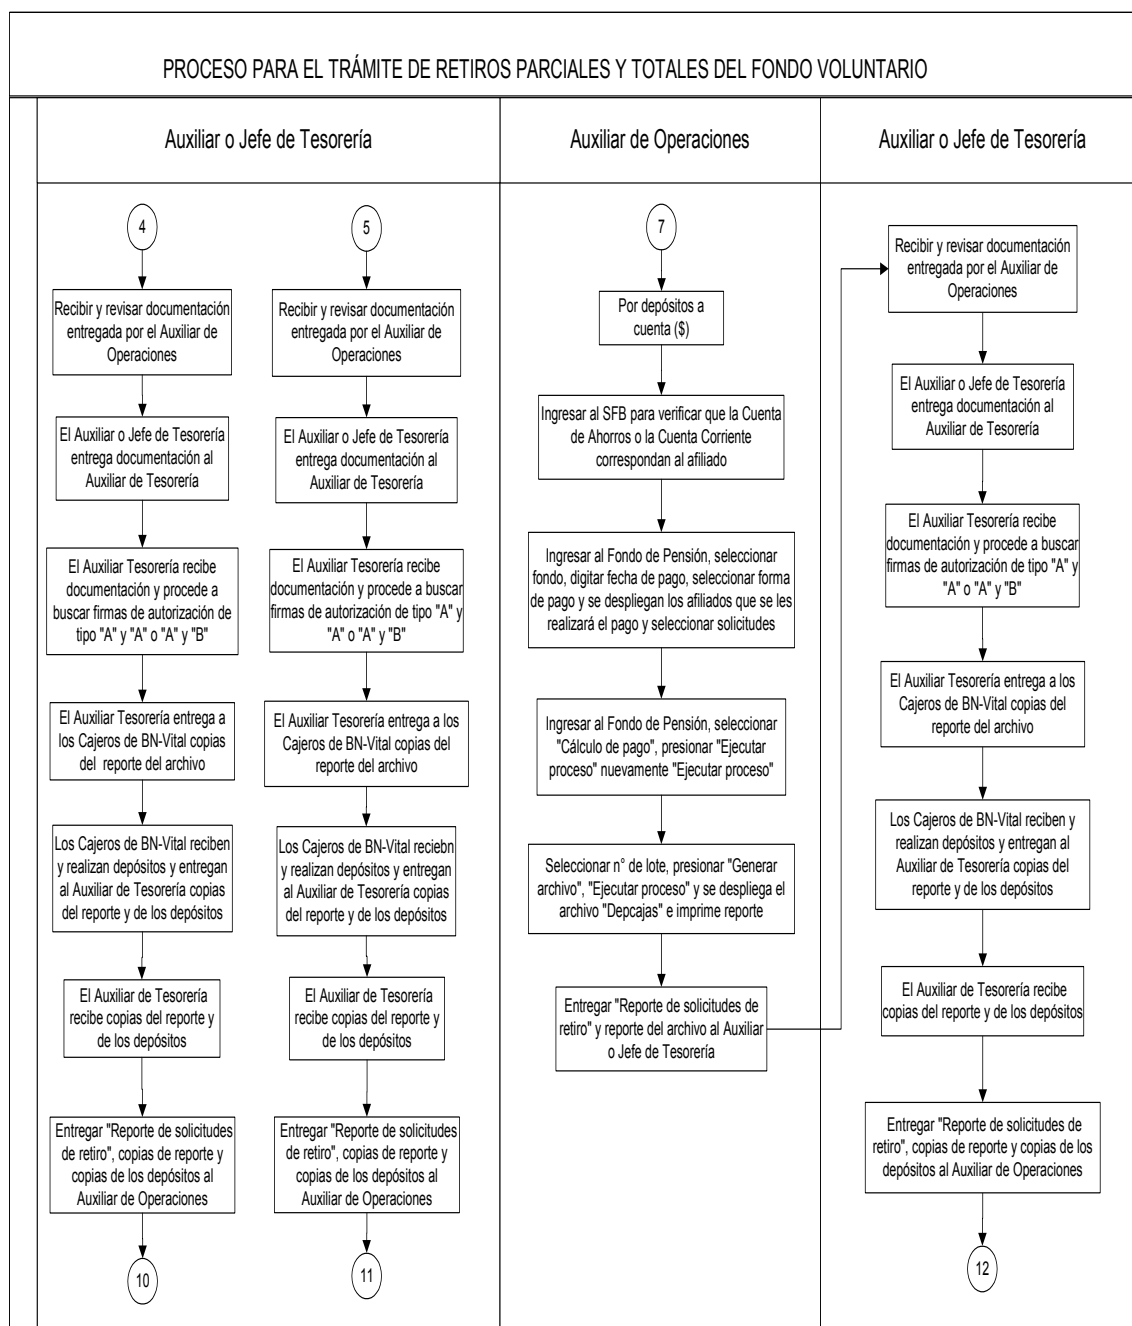 PROCESO PARA EL TRÁMITE DE RETIROS PARCIALES Y TOTALES DEL FONDO VOLUNTARIO
Auxiliar o Jefe de Tesorería
Auxiliar de Operaciones
Auxiliar o Jefe de Tesorería
4
Recibir y revisar documentación
entregada por el Auxiliar de
Operaciones
El Auxiliar o Jefe de Tesorería
entrega documentación al
Auxiliar de Tesorería
El Auxiliar Tesorería recibe
documentación y procede a
buscar firmas de autorización de
tipo "A" y "A" o "A" y "B"
El Auxiliar Tesorería entrega a
los Cajeros de BN-Vital copias
del reporte del archivo
Los Cajeros de BN-Vital reciben
y realizan depósitos y entregan
al Auxiliar de Tesorería copias
del reporte y de los depósitos
El Auxiliar de Tesorería
recibe copias del reporte y
de los depósitos
Entregar "Reporte de solicitudes
de retiro", copias de reporte y
copias de los depósitos al
Auxiliar de Operaciones
10
5
Recibir y revisar documentación
entregada por el Auxiliar de
Operaciones
El Auxiliar o Jefe de Tesorería
entrega documentación al
Auxiliar de Tesorería
El Auxiliar Tesorería recibe
documentación y procede a
buscar firmas de autorización de tipo "A" y
"A" o "A" y "B"
El Auxiliar Tesorería entrega a los
Cajeros de BN-Vital copias del
reporte del archivo
Los Cajeros de BN-Vital reciebn
y realizan depósitos y entregan
al Auxiliar de Tesorería copias
del reporte y de los depósitos
El Auxiliar de Tesorería
recibe copias del reporte y
de los depósitos
Entregar "Reporte de solicitudes
de retiro", copias de reporte y
copias de los depósitos al
Auxiliar de Operaciones
11
7
Por depósitos a
cuenta ($)
Ingresar al SFB para verificar que la Cuenta
de Ahorros o la Cuenta Corriente
correspondan al afiliado
Ingresar al Fondo de Pensión, seleccionar
fondo, digitar fecha de pago, seleccionar forma
de pago y se despliegan los afiliados que se les
realizará el pago y seleccionar solicitudes
Ingresar al Fondo de Pensión, seleccionar
"Cálculo de pago", presionar "Ejecutar
proceso" nuevamente "Ejecutar proceso"
Seleccionar n° de lote, presionar "Generar
archivo", "Ejecutar proceso" y se despliega el
archivo "Depcajas" e imprime reporte
Entregar "Reporte de solicitudes de
retiro" y reporte del archivo al Auxiliar
o Jefe de Tesorería
Recibir y revisar documentación
entregada por el Auxiliar de
Operaciones
El Auxiliar o Jefe de Tesorería
entrega documentación al
Auxiliar de Tesorería
El Auxiliar Tesorería recibe
documentación y procede a buscar
firmas de autorización de tipo "A" y
"A" o "A" y "B"
El Auxiliar Tesorería entrega a los
Cajeros de BN-Vital copias del
reporte del archivo
Los Cajeros de BN-Vital reciben y
realizan depósitos y entregan al
Auxiliar de Tesorería copias del
reporte y de los depósitos
El Auxiliar de Tesorería recibe
copias del reporte y de los depósitos
Entregar "Reporte de solicitudes de
retiro", copias de reporte y copias de los
depósitos al Auxiliar de Operaciones
12